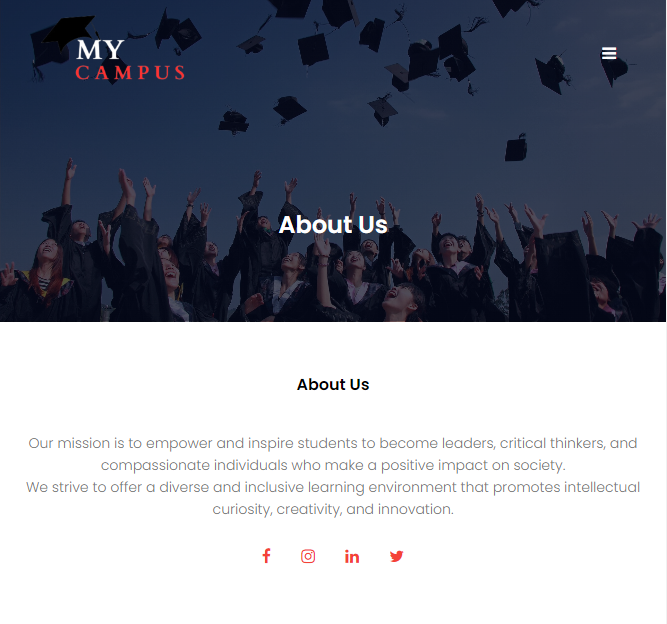 MY
CAMPUS
About Us
About Us
Our mission is to empower and inspire students to become leaders, critical thinkers, and
compassionate individuals who make a positive impact on society.
We strive to offer a diverse and inclusive learning environment that promotes intellectual
curiosity, creativity, and innovation.